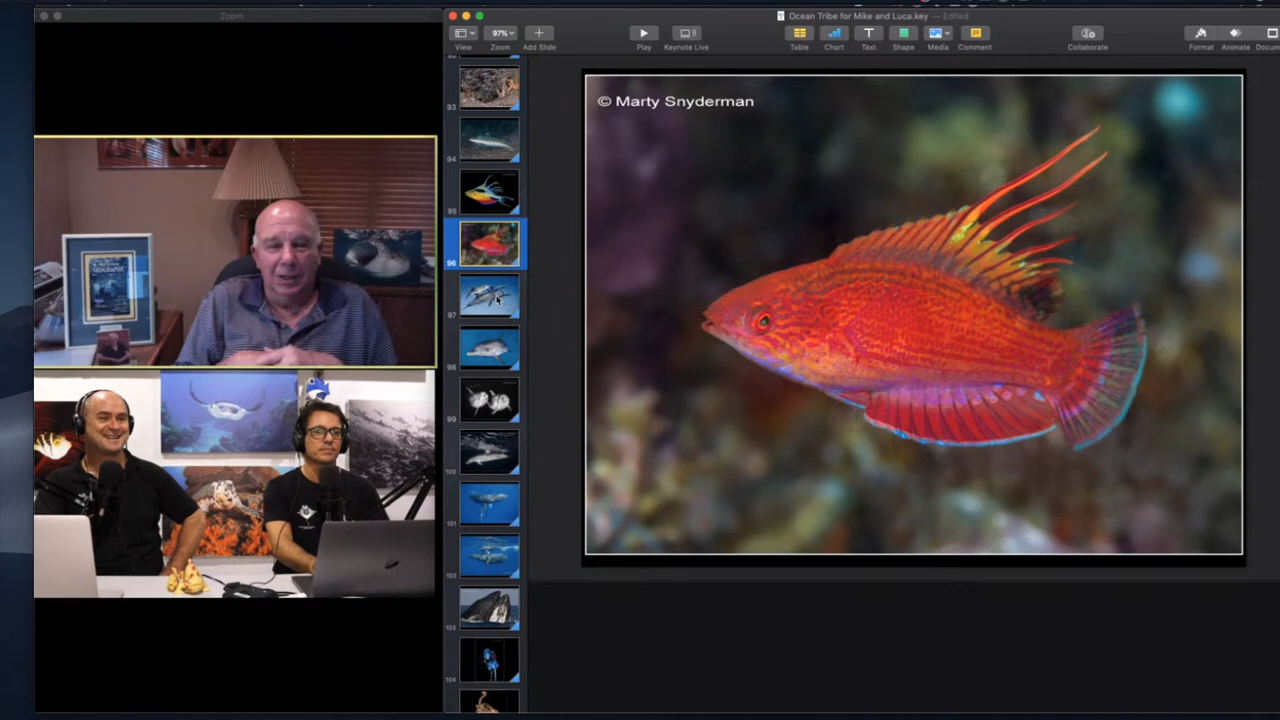 Zoom
Ocean Tribe for Mike and Luca.key — Edited
97%
View
Zoom
Add Slide
Play
Keynote Live
Table
Chart
Text
Shape
Media
Comment
Collaborate
Format
Animate
Docum
93
94
95
96
97
98
99
100
101
102
103
104
© Marty Snyderman
GEOGRAPHIC